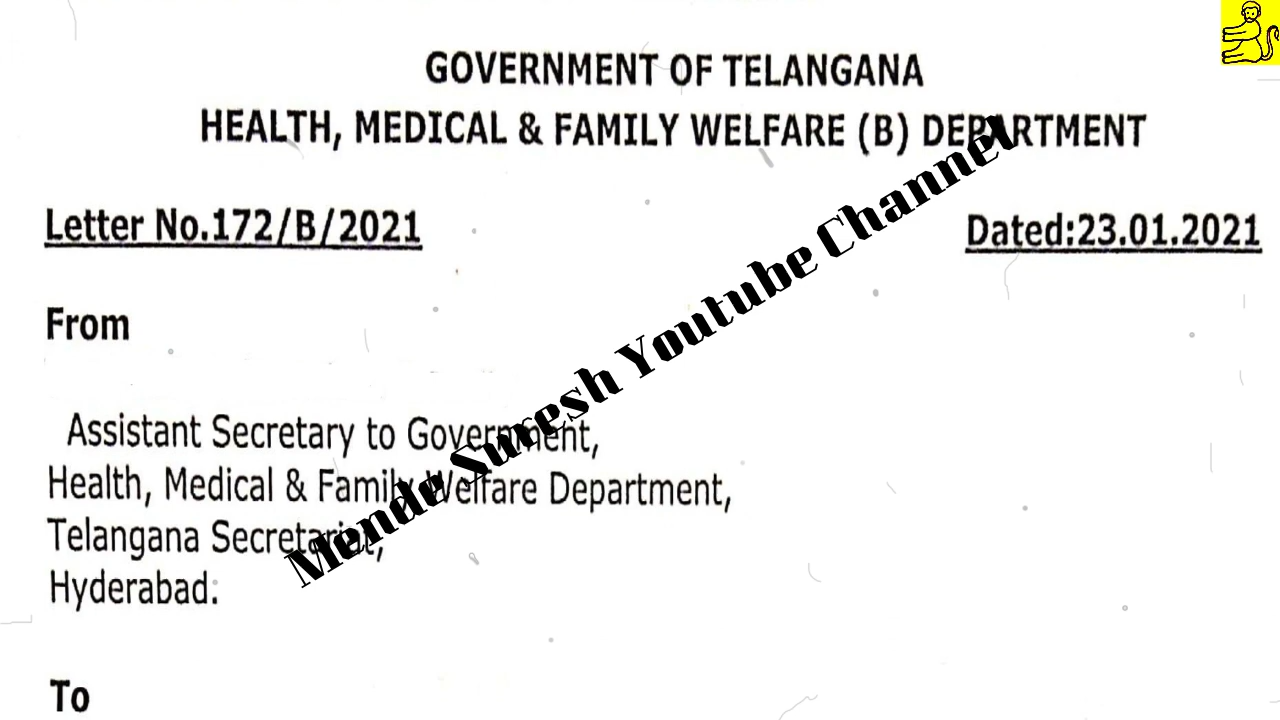 GOVERNMENT OF TELANGANA
HEALTH, MEDICAL & FAMILY WELFARE (B) DEPARTMENT
Letter No.172/B/2021
Dated:23.01.2021
From
Assistant Secretary to Government,
Health, Medical & Family Welfare Department,
Telangana Secretariat,
Hyderabad.
To
Mende Suresh Youtube Channel